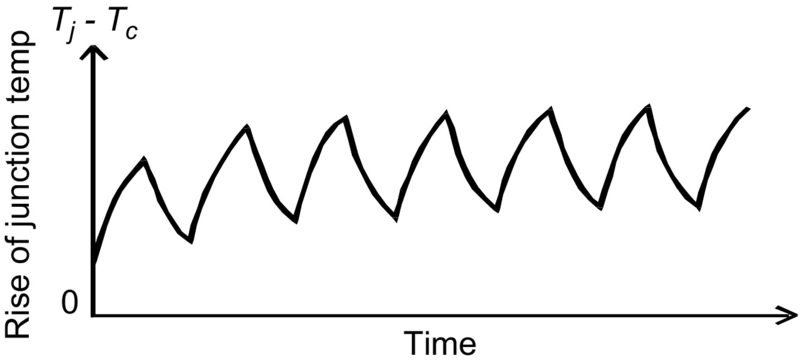 Tj - Tc
Rise of junction temp
0
Time